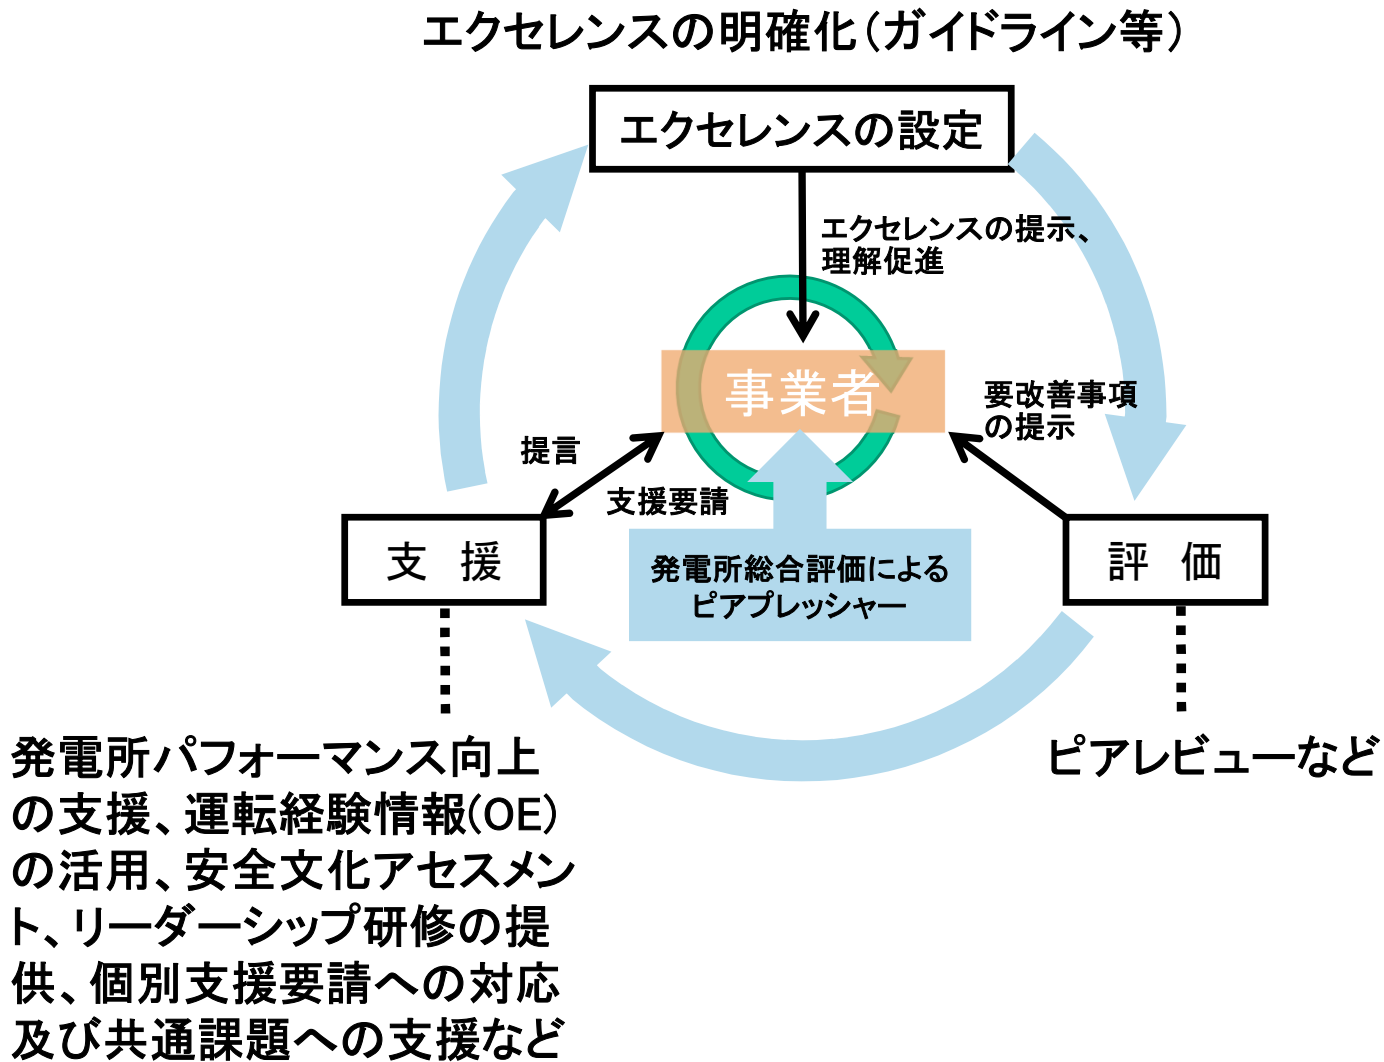 エクセレンスの明確化（ガイドライン等）
エクセレンスの設定
エクセレンスの提示、
理解促進
事業者
要改善事項
の提示
提言
支援要請
支　援
発電所総合評価による
ピアプレッシャー
評　価
発電所パフォーマンス向上
の支援、運転経験情報(OE)
の活用、安全文化アセスメン
ト、リーダーシップ研修の提
供、個別支援要請への対応
及び共通課題への支援など
ピアレビューなど